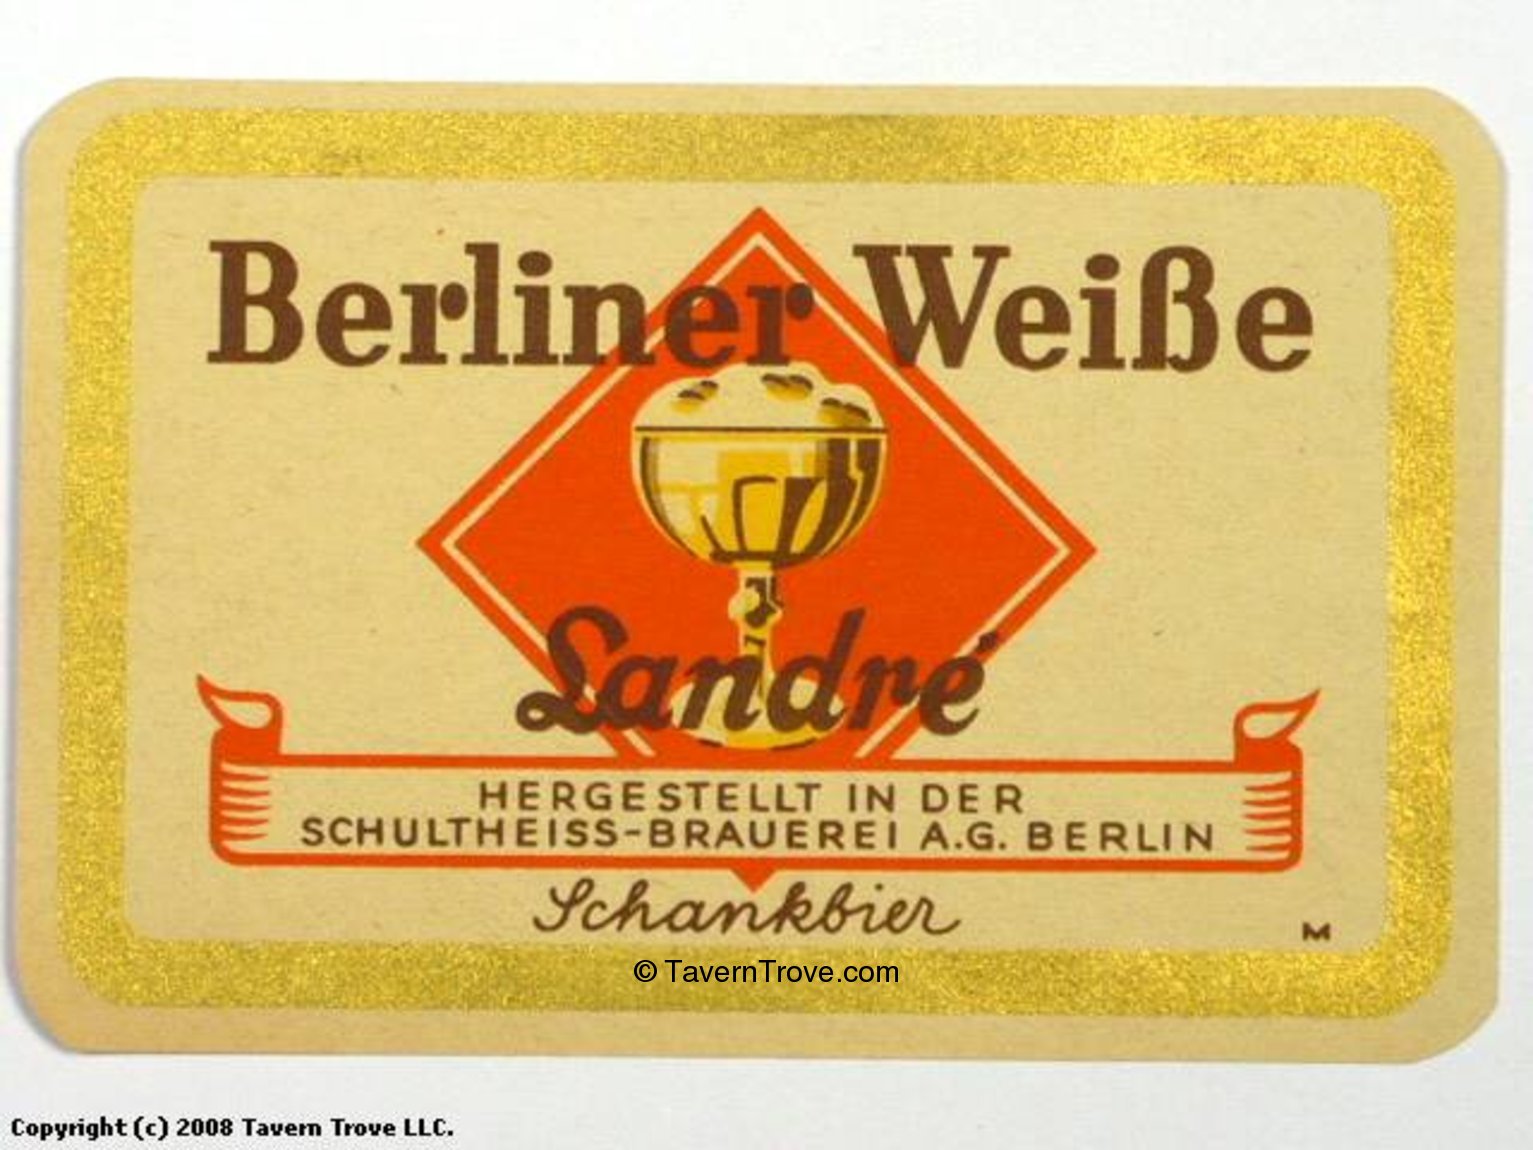 Berliner Weiße
Landré
HERGESTELLT IN DER
SCHULTHEISS-BRAUEREI A.G. BERLIN
Schankbier
M
© TavernTrove.com
Copyright (c) 2008 Tavern Trove LLC.